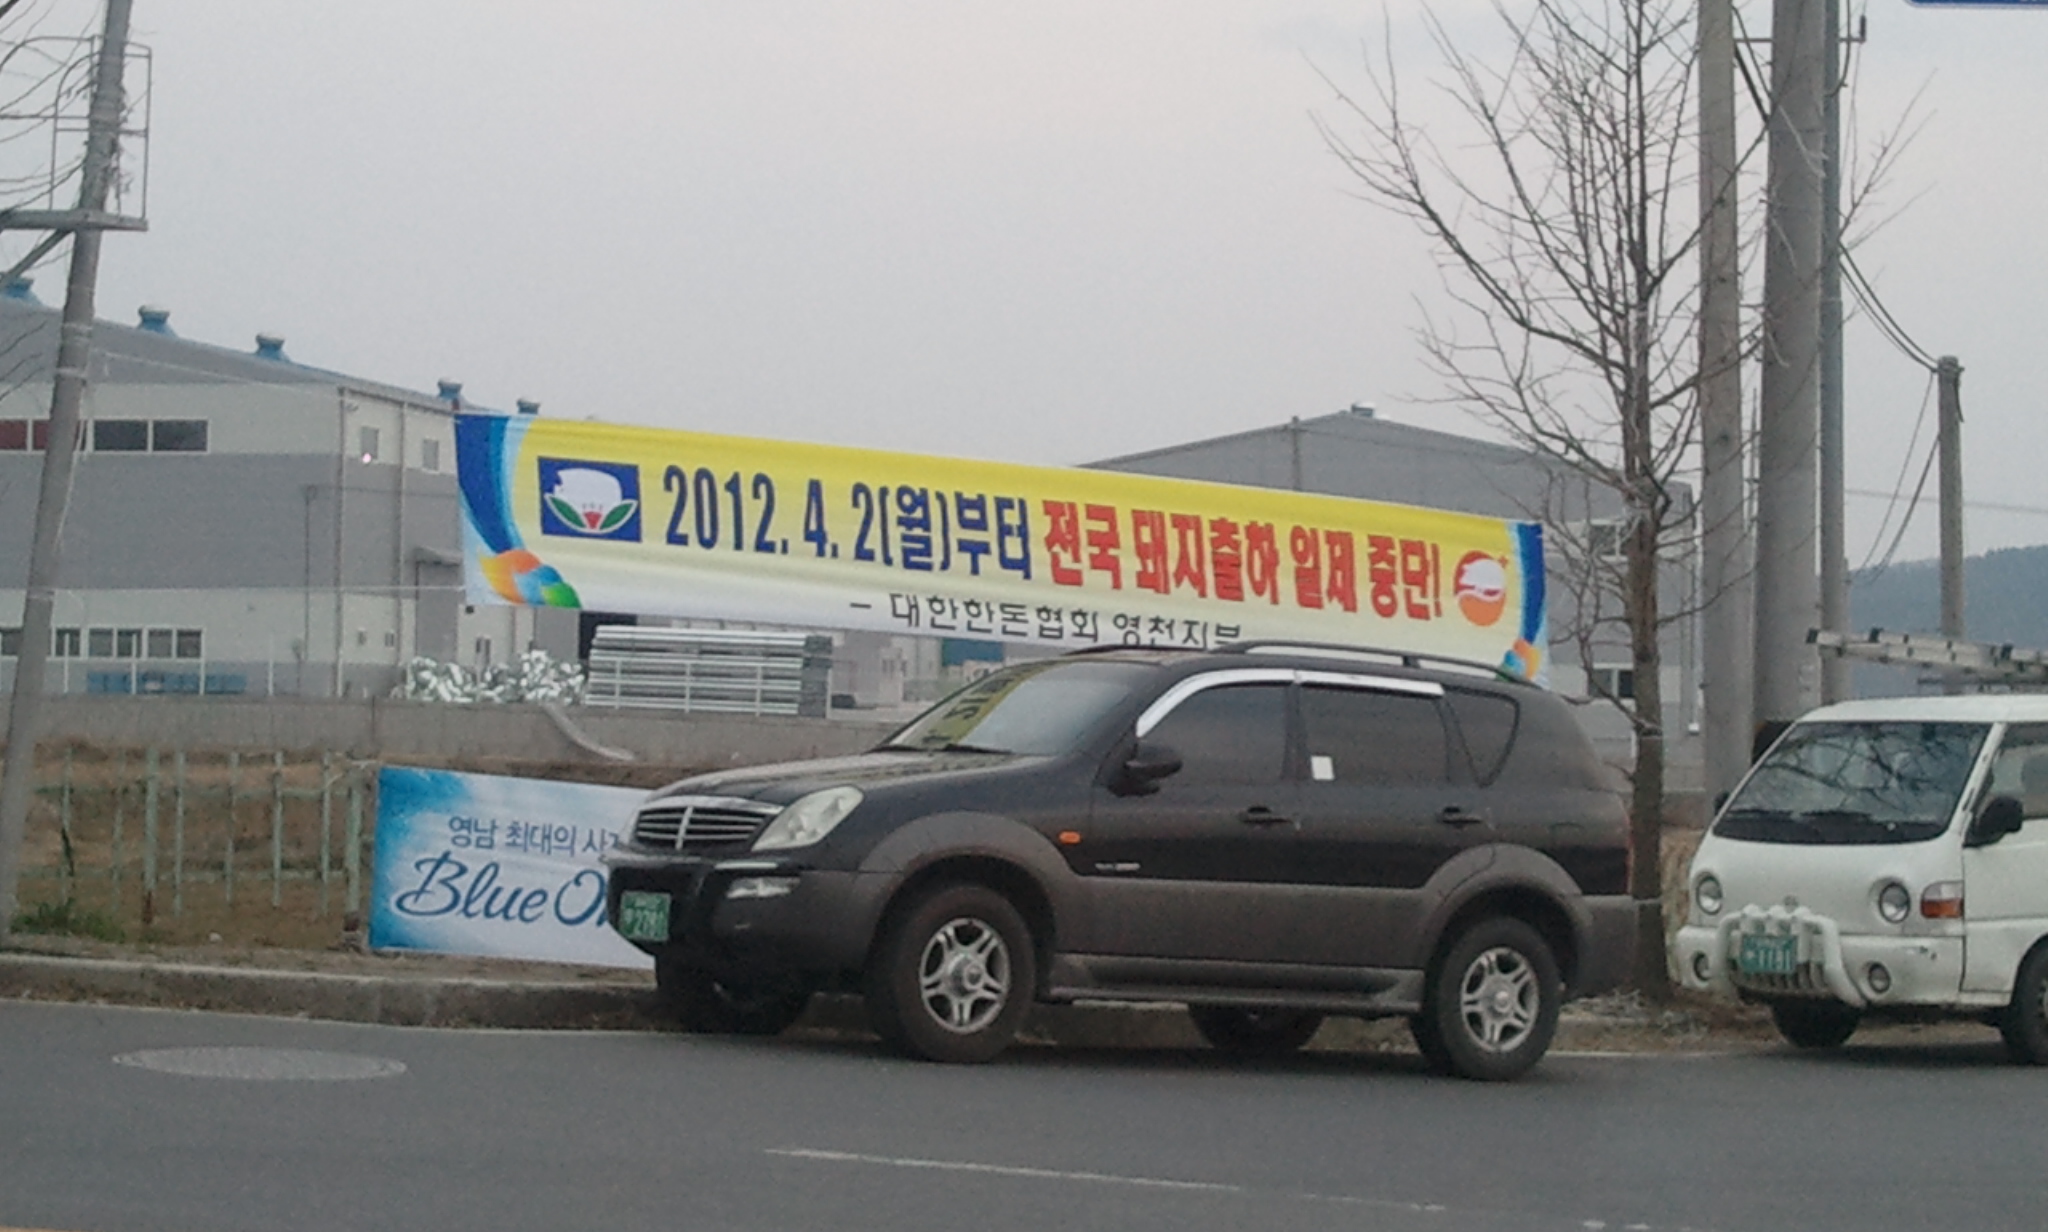 2012. 4. 2(월)부터 전국 돼지출하 일제 중단!
- 대한한돈협회 영천지부
영남 최대의
Blue
2781